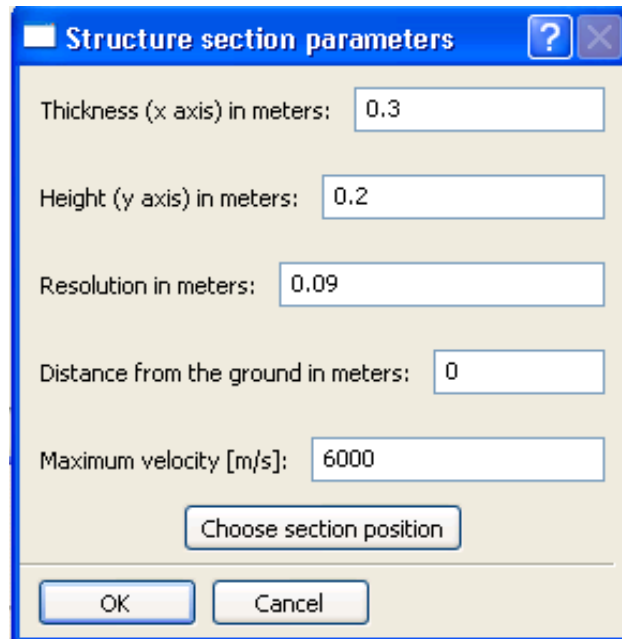 Structure section parameters ?
Thickness (x axis) in meters: 0.3
Height (y axis) in meters: 0.2
Resolution in meters: 0.09
Distance from the ground in meters: 0
Maximum velocity [m/s]: 6000
Choose section position
OK Cancel